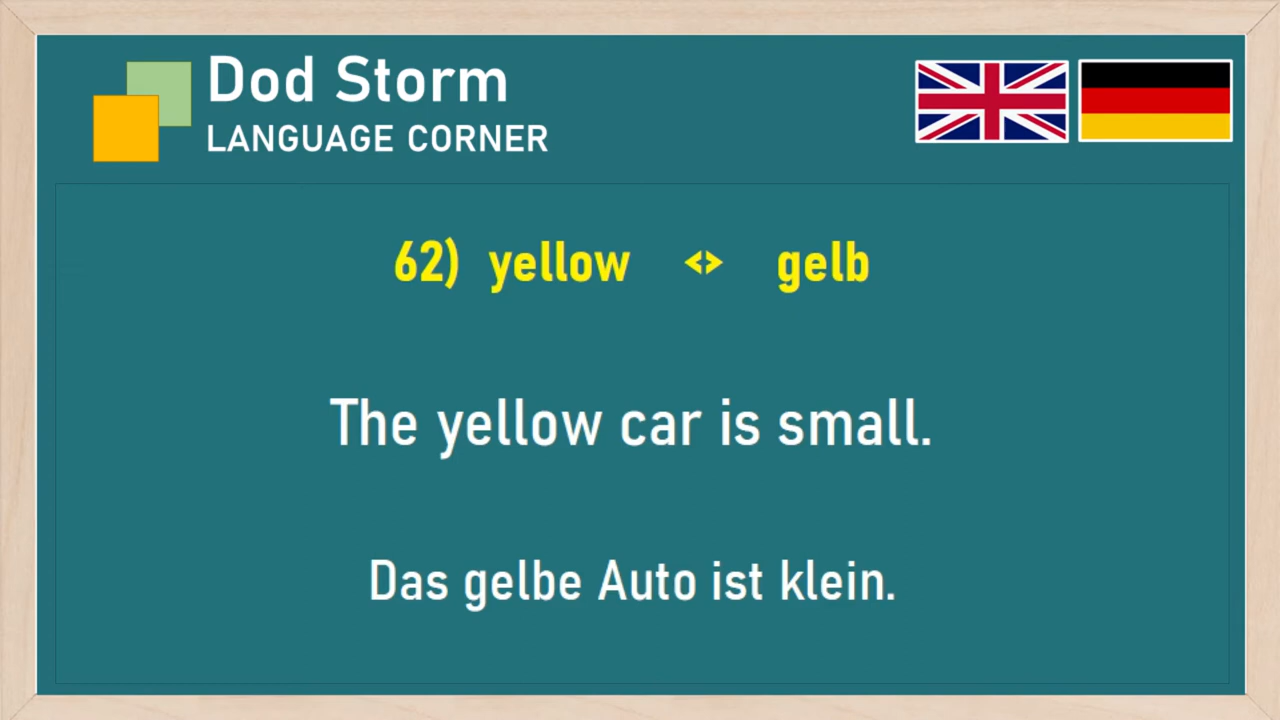 Dod Storm
LANGUAGE CORNER
62) yellow <> gelb
The yellow car is small.
Das gelbe Auto ist klein.